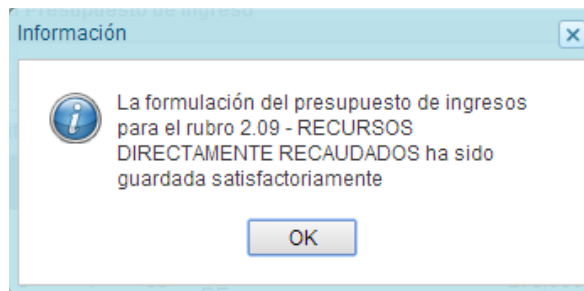 Información
La formulación del presupuesto de ingresos
para el rubro 2.09 - RECURSOS
DIRECTAMENTE RECAUDADOS ha sido
guardada satisfactoriamente
OK